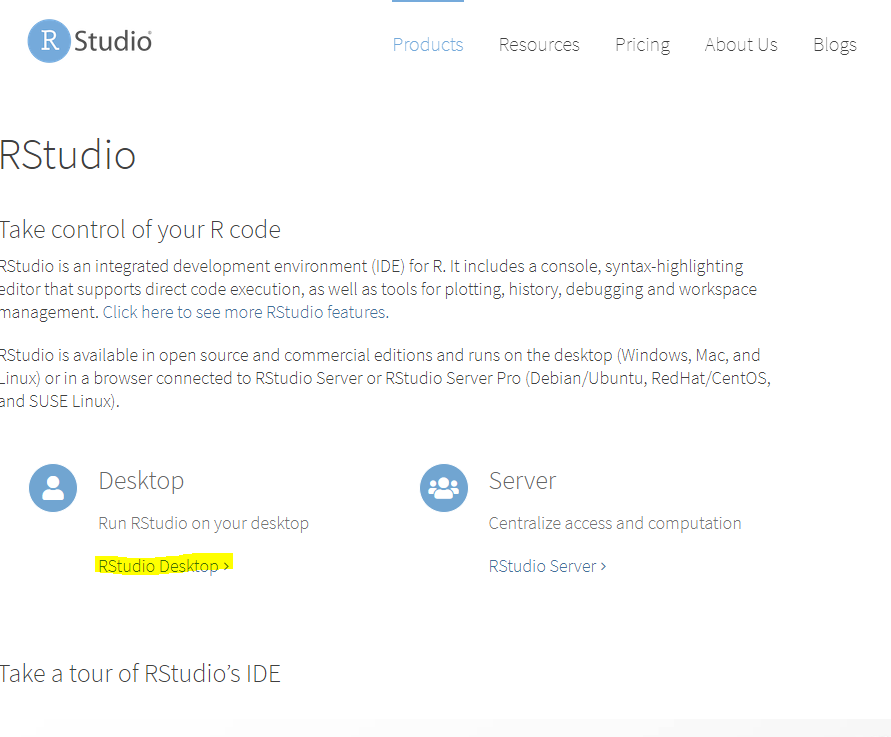 R Studio®
Products Resources Pricing About Us Blogs
RStudio
Take control of your R code
RStudio is an integrated development environment (IDE) for R. It includes a console, syntax-highlighting
editor that supports direct code execution, as well as tools for plotting, history, debugging and workspace
management. Click here to see more RStudio features.
RStudio is available in open source and commercial editions and runs on the desktop (Windows, Mac, and
Linux) or in a browser connected to RStudio Server or RStudio Server Pro (Debian/Ubuntu, RedHat/CentOS,
and SUSE Linux).
Desktop
Run RStudio on your desktop
RStudio Desktop ›
Server
Centralize access and computation
RStudio Server ›
Take a tour of RStudio’s IDE